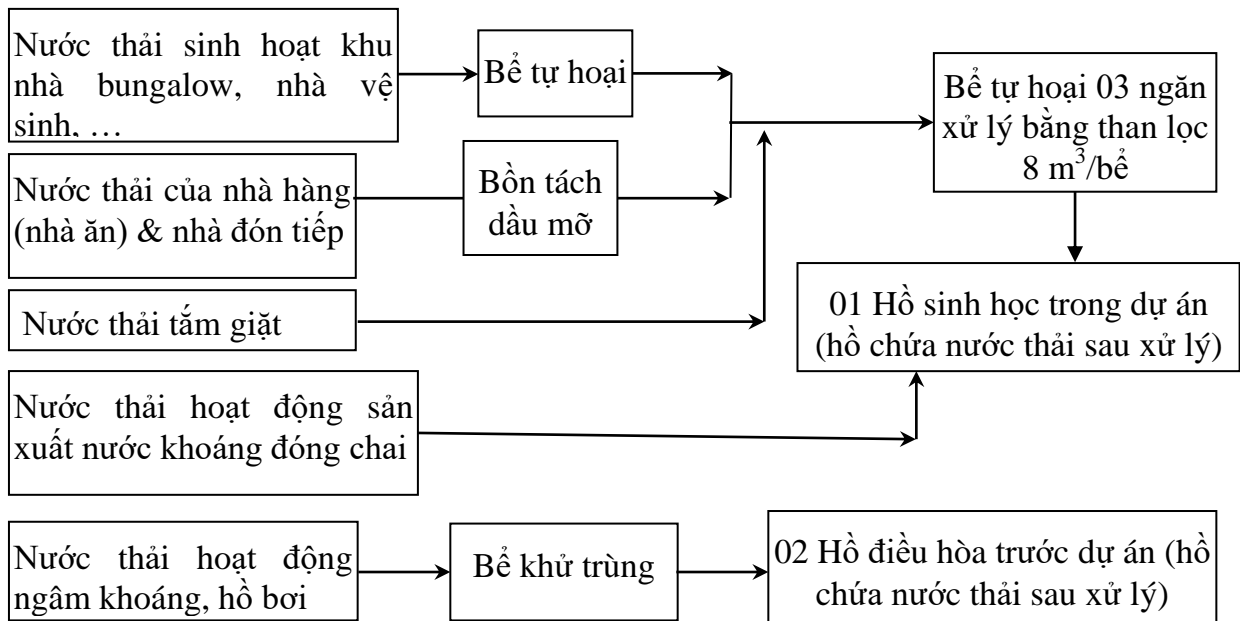 Nước thải sinh hoạt khu
nhà bungalow, nhà vệ
sinh, …
Bể tự hoại
Bể tự hoại 03 ngăn
xử lý bằng than lọc
8 m³/bể
Nước thải của nhà hàng
(nhà ăn) & nhà đón tiếp
Bồn tách
dầu mỡ
Nước thải tắm giặt
01 Hồ sinh học trong dự án
(hồ chứa nước thải sau xử lý)
Nước thải hoạt động sản
xuất nước khoáng đóng chai
Nước thải hoạt động
ngâm khoáng, hồ bơi
Bể khử trùng
02 Hồ điều hòa trước dự án (hồ
chứa nước thải sau xử lý)